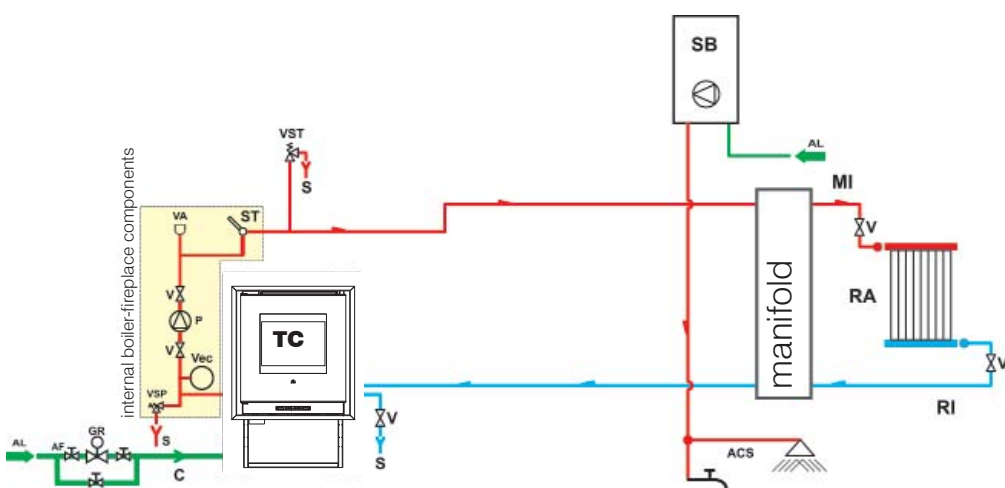 SB
AL
VST
S
MI
internal boiler-fireplace components
VA
ST
V
V
P
V
Vec
VSP
S
TC
manifold
RA
V
RI
V
S
AL
AF
GR
C
ACS